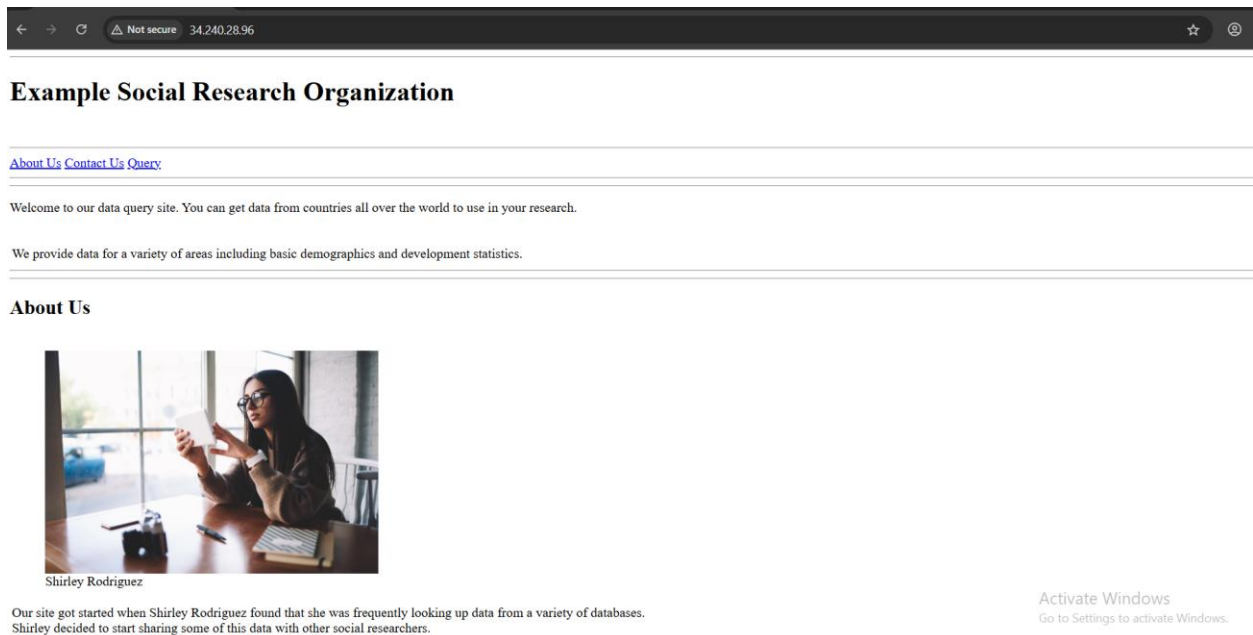 Not secure 34.240.28.96
Example Social Research Organization
About Us Contact Us Query
Welcome to our data query site. You can get data from countries all over the world to use in your research.
We provide data for a variety of areas including basic demographics and development statistics.
About Us
Shirley Rodriguez
Our site got started when Shirley Rodriguez found that she was frequently looking up data from a variety of databases.
Shirley decided to start sharing some of this data with other social researchers.
Activate Windows
Go to Settings to activate Windows.